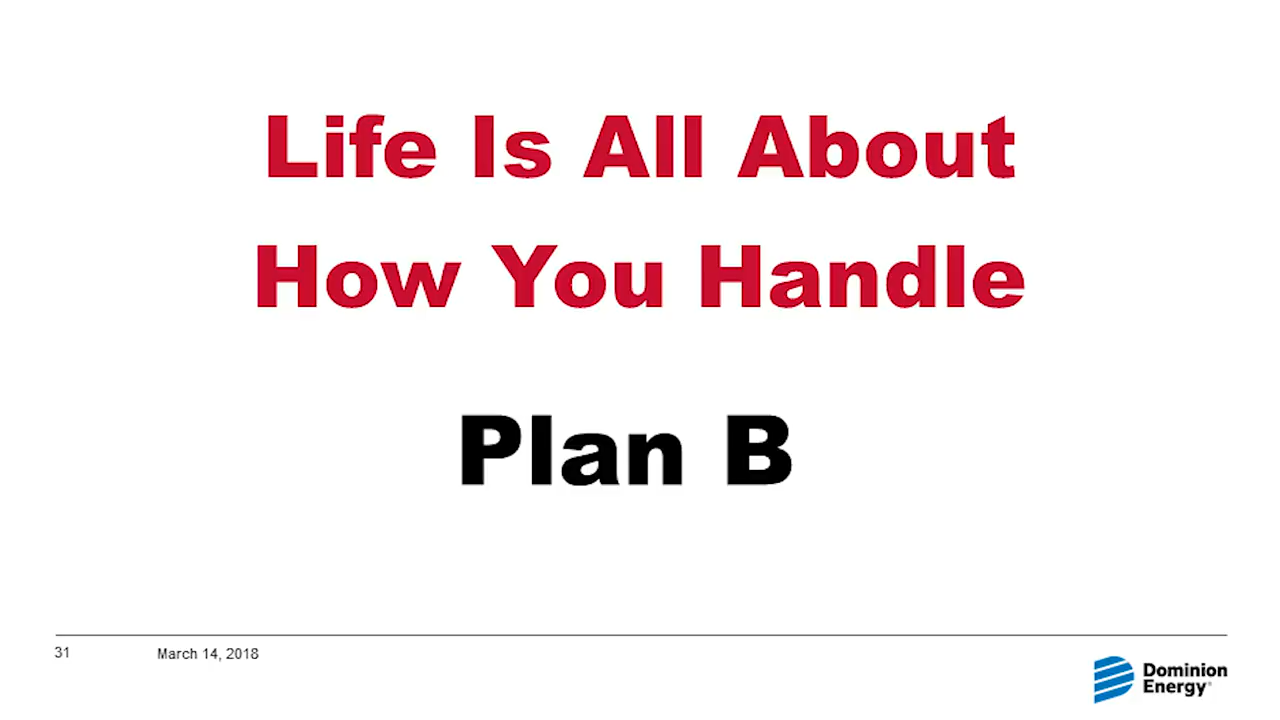 Life Is All About
How You Handle
Plan B
31 March 14, 2018
Dominion
Energy®